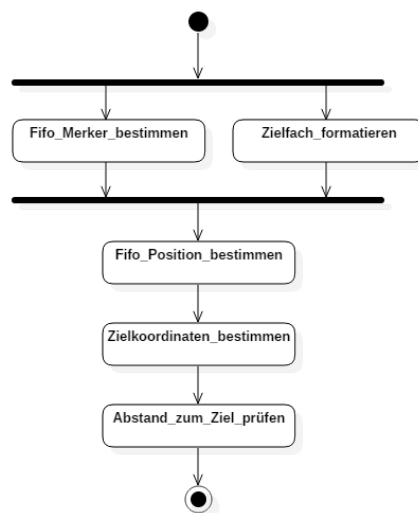 Fifo_Merker_bestimmen
Zielfach_formatieren
Fifo_Position_bestimmen
Zielkoordinaten_bestimmen
Abstand_zum_Ziel_prüfen